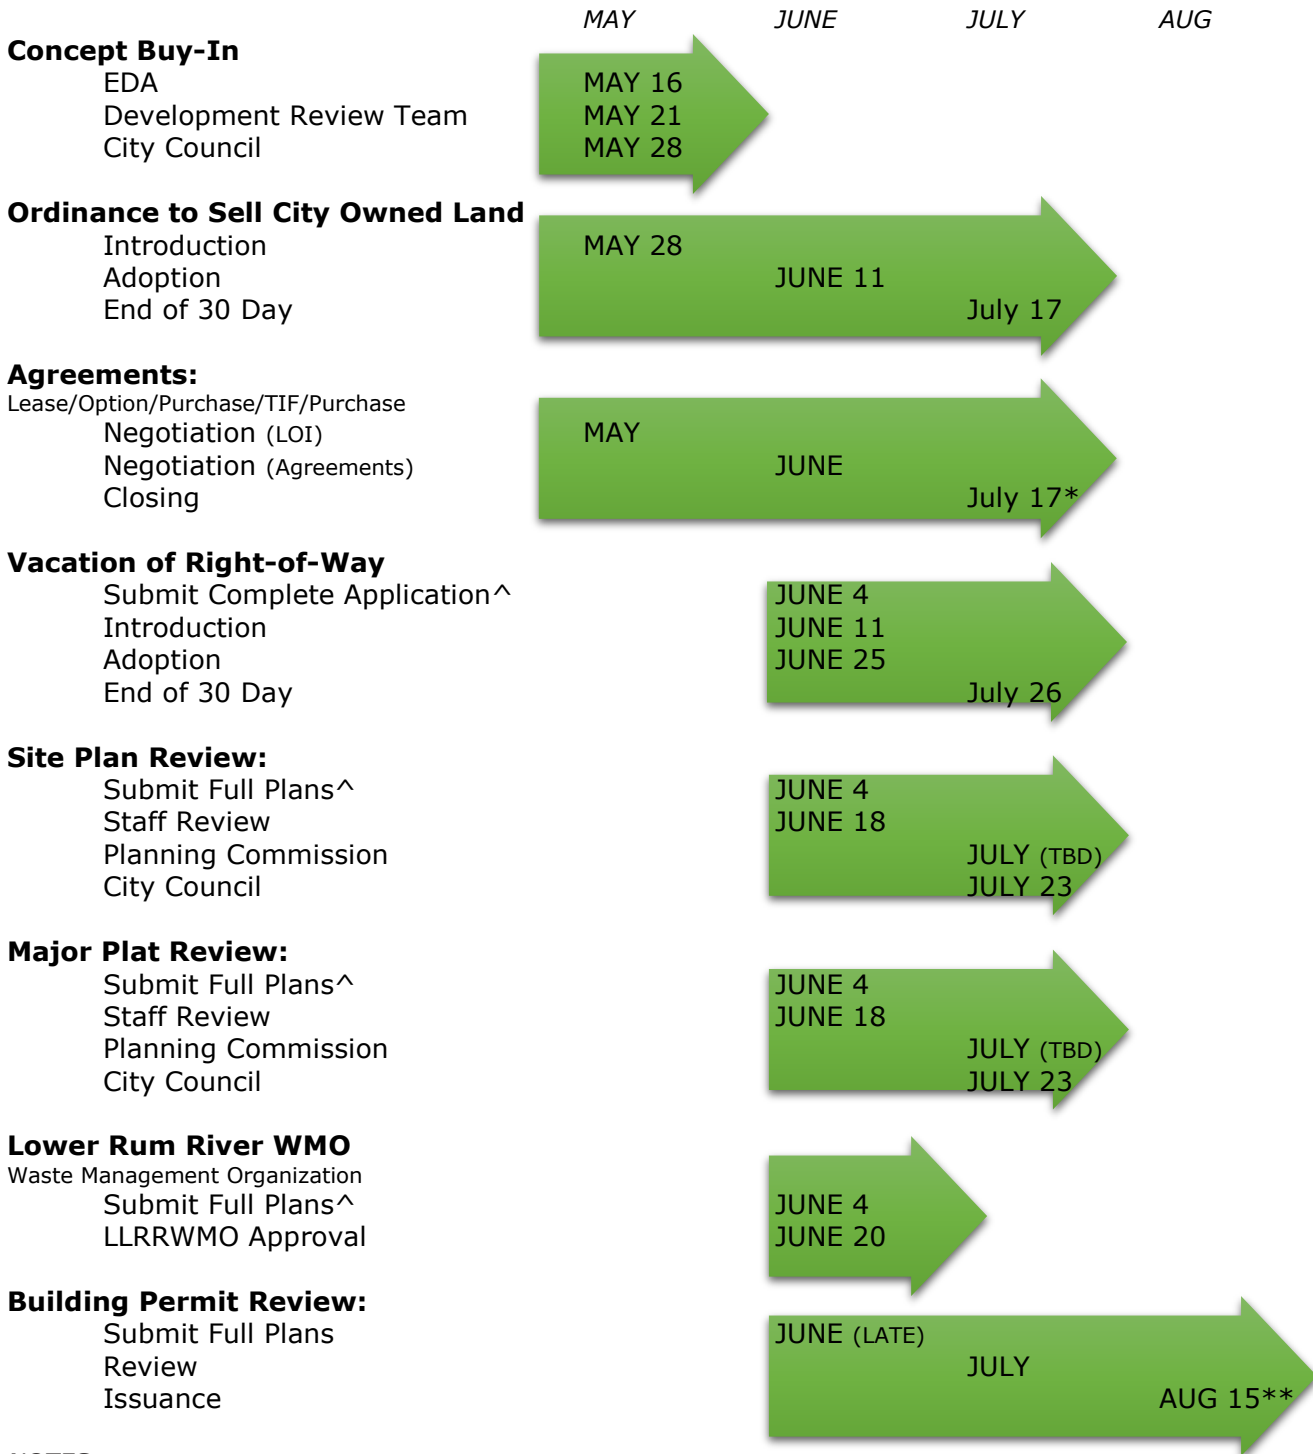 MAY JUNE JULY AUG
Concept Buy-In
EDA MAY 16
Development Review Team MAY 21
City Council MAY 28
Ordinance to Sell City Owned Land
Introduction MAY 28
Adoption JUNE 11
End of 30 Day July 17
Agreements:
Lease/Option/Purchase/TIF/Purchase
Negotiation (LOI) MAY
Negotiation (Agreements) JUNE
Closing July 17*
Vacation of Right-of-Way
Submit Complete Application^ JUNE 4
Introduction JUNE 11
Adoption JUNE 25
End of 30 Day July 26
Site Plan Review:
Submit Full Plans^ JUNE 4
Staff Review JUNE 18
Planning Commission JULY (TBD)
City Council JULY 23
Major Plat Review:
Submit Full Plans^ JUNE 4
Staff Review JUNE 18
Planning Commission JULY (TBD)
City Council JULY 23
Lower Rum River WMO
Waste Management Organization
Submit Full Plans^ JUNE 4
LLRRWMO Approval JUNE 20
Building Permit Review:
Submit Full Plans JUNE (LATE)
Review JULY
Issuance AUG 15**